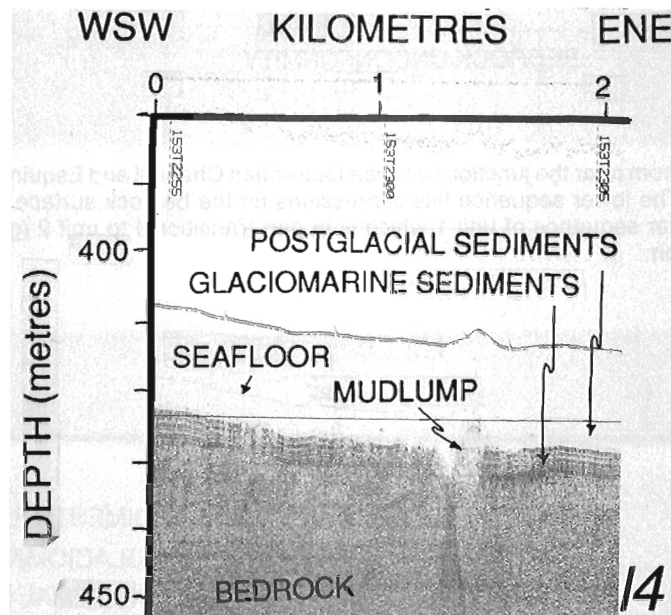 WSW KILOMETRES ENE
0 1 2
153T2255 153T2300 153T2305
400
POSTGLACIAL SEDIMENTS
GLACIOMARINE SEDIMENTS
SEAFLOOR
MUDLUMP
DEPTH (metres)
BEDROCK
450
14